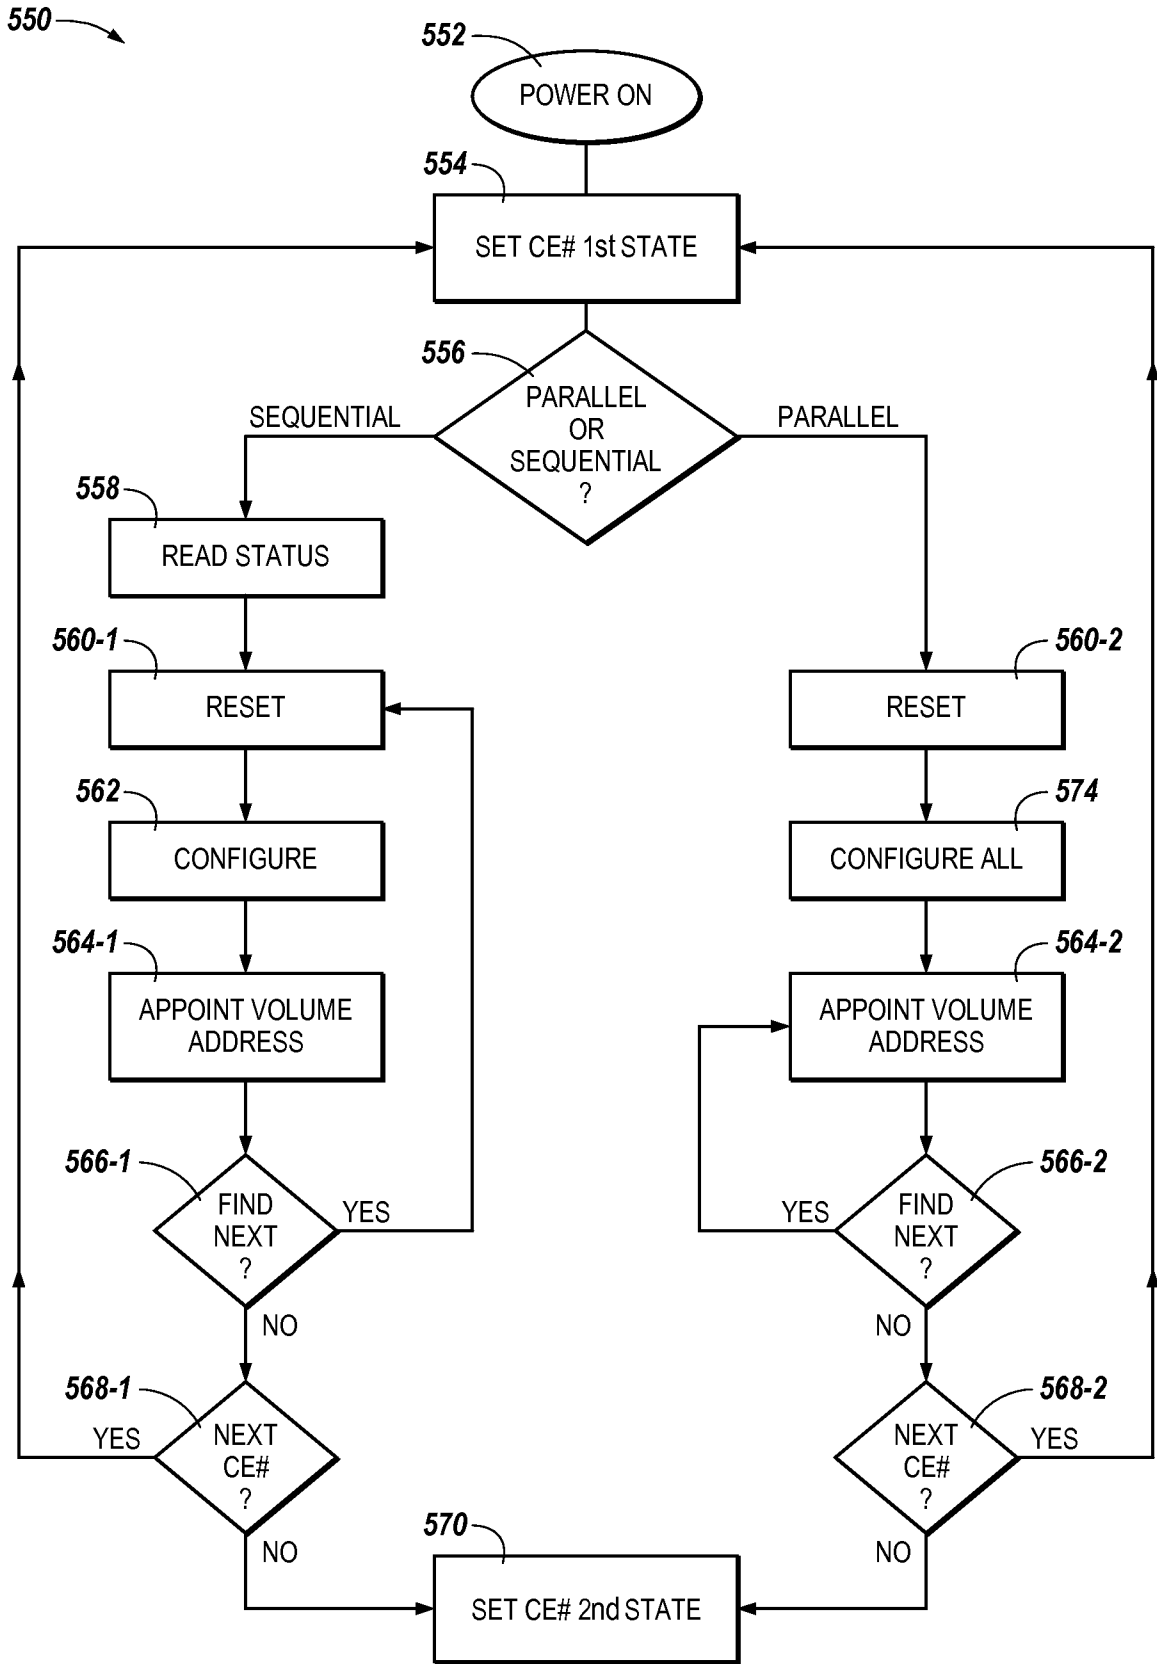 550
552
POWER ON
554
SET CE# 1st STATE
556
PARALLEL
OR
SEQUENTIAL
?
SEQUENTIAL
PARALLEL
558
READ STATUS
560-1
RESET
560-2
RESET
562
CONFIGURE
574
CONFIGURE ALL
564-1
APPOINT VOLUME
ADDRESS
564-2
APPOINT VOLUME
ADDRESS
566-1
FIND
NEXT
?
YES
NO
566-2
FIND
NEXT
?
YES
NO
568-1
NEXT
CE#
?
YES
NO
568-2
NEXT
CE#
?
YES
NO
570
SET CE# 2nd STATE